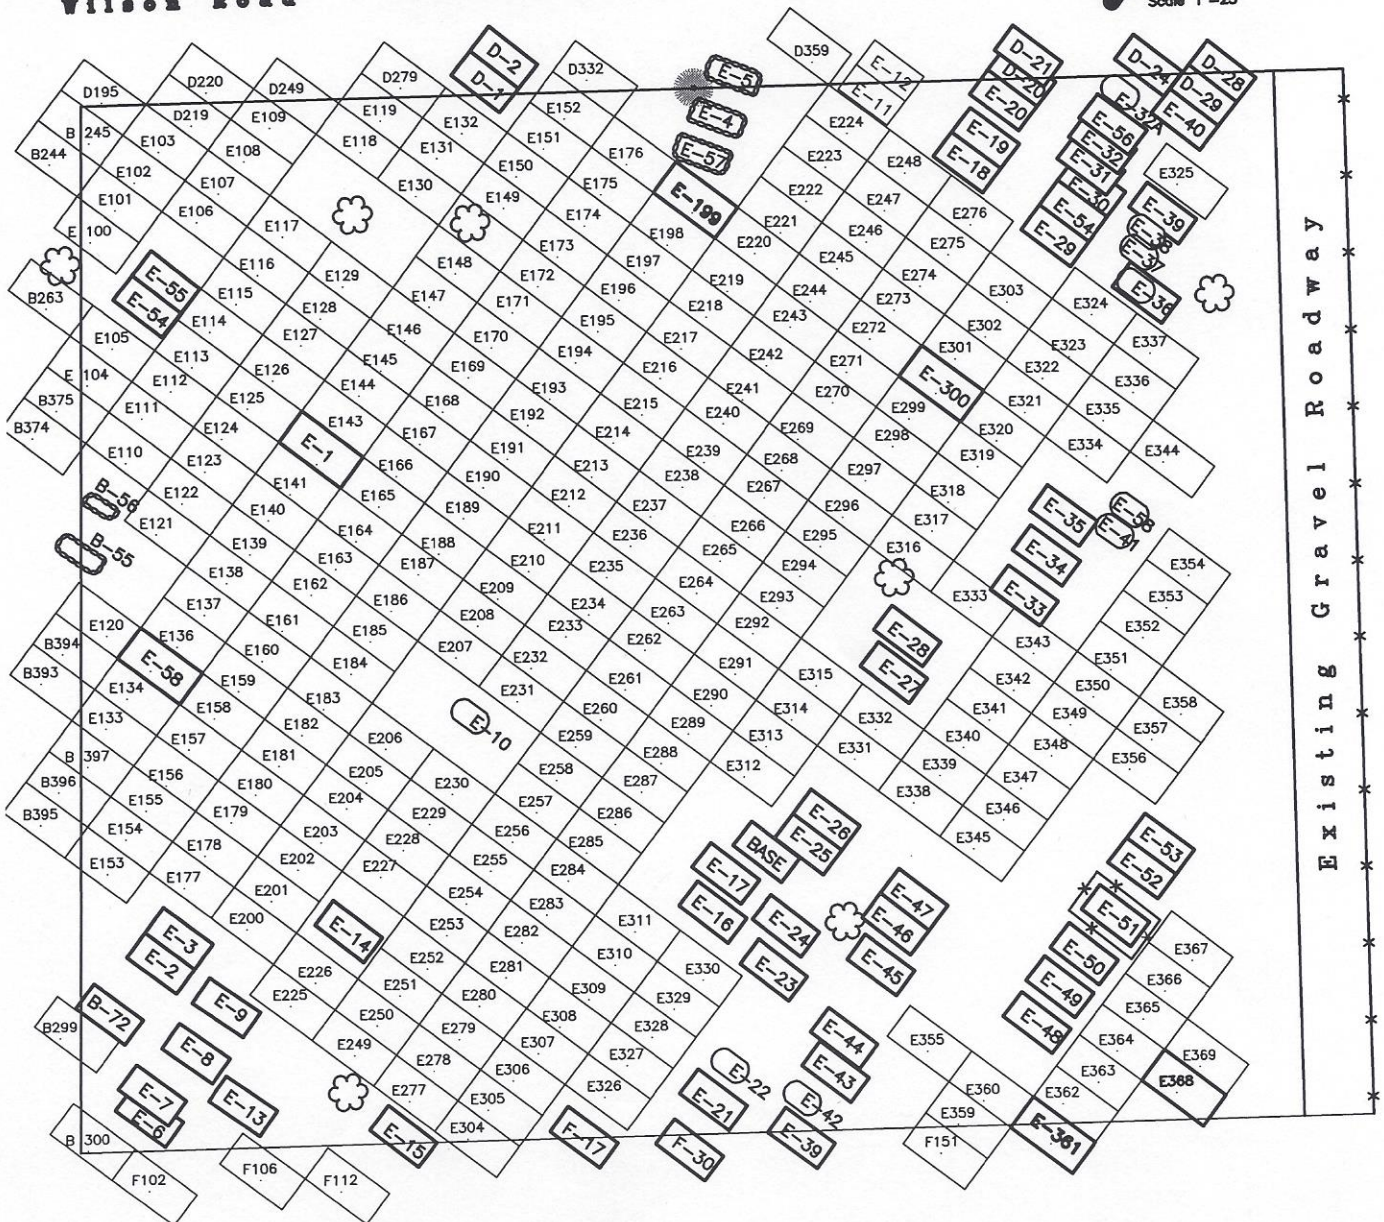 Wilson Road
Scale 1"=25'
D-2
D-1
E-5
E-4
E-57
E-199
D359
E-12
E-11
D-21
D-20
E-20
E-19
E-18
D-24
D-28
D-29
E-40
E-32A
E-56
E-32
E-31
E-30
E-54
E-29
E325
E-39
E-38
E-37
E-36
D195
D220
D249
D279
D332
B 245
B244
D219
E109
E119
E132
E152
E103
E108
E118
E131
E151
E176
E224
E102
E107
E130
E150
E175
E223
E248
E101
E106
E117
E149
E174
E222
E247
E276
E 100
E116
E129
E148
E173
E198
E221
E246
E275
B263
E-55
E-54
E115
E128
E147
E172
E197
E220
E245
E274
E303
E324
E105
E114
E127
E146
E171
E196
E219
E244
E273
E302
E323
E337
E 104
E113
E126
E145
E170
E195
E218
E243
E272
E301
E322
E336
B375
E112
E125
E144
E169
E194
E217
E242
E271
E-300
E321
E335
B374
E111
E124
E143
E168
E193
E216
E241
E270
E299
E320
E334
E344
E110
E123
E-1
E167
E192
E215
E240
E269
E298
E319
B-56
E122
E141
E166
E191
E214
E239
E268
E297
E318
E-35
E-58
E-41
B-55
E121
E140
E165
E190
E213
E238
E267
E296
E317
E-34
E354
E139
E164
E189
E212
E237
E266
E295
E316
E-33
E353
E138
E163
E188
E211
E236
E265
E294
E333
E352
E120
E137
E162
E187
E210
E235
E264
E293
E-28
E343
E351
B394
E136
E161
E186
E209
E234
E263
E292
E-27
E342
E350
E358
B393
E-58
E160
E185
E208
E233
E262
E291
E315
E341
E349
E357
E134
E159
E184
E207
E232
E261
E290
E314
E332
E340
E348
E356
E133
E158
E183
E231
E260
E289
E313
E331
E339
E347
B 397
E157
E182
E206
E-10
E259
E288
E312
E338
E346
B396
E156
E181
E205
E230
E258
E287
E345
B395
E155
E180
E204
E229
E257
E286
E-26
E-25
E-53
E-52
E154
E179
E203
E228
E256
E285
BASE
E153
E178
E202
E227
E255
E284
E-17
E-16
E-47
E-46
E-51
E177
E201
E254
E283
E311
E-24
E-45
E-50
E367
E200
E-14
E253
E282
E310
E330
E-23
E-49
E366
E-3
E-2
E226
E252
E281
E309
E329
E-44
E-48
E365
E-9
E225
E251
E280
E308
E328
E-43
E355
E364
E369
B-72
B299
E250
E279
E307
E327
E-22
E-42
E360
E363
E368
E-8
E249
E278
E306
E326
E-21
E359
E362
E-7
E-6
E-13
E277
E305
E-39
F151
E-361
B 300
E-15
E304
F-17
F-30
F102
F106
F112
Existing Gravel Roadway